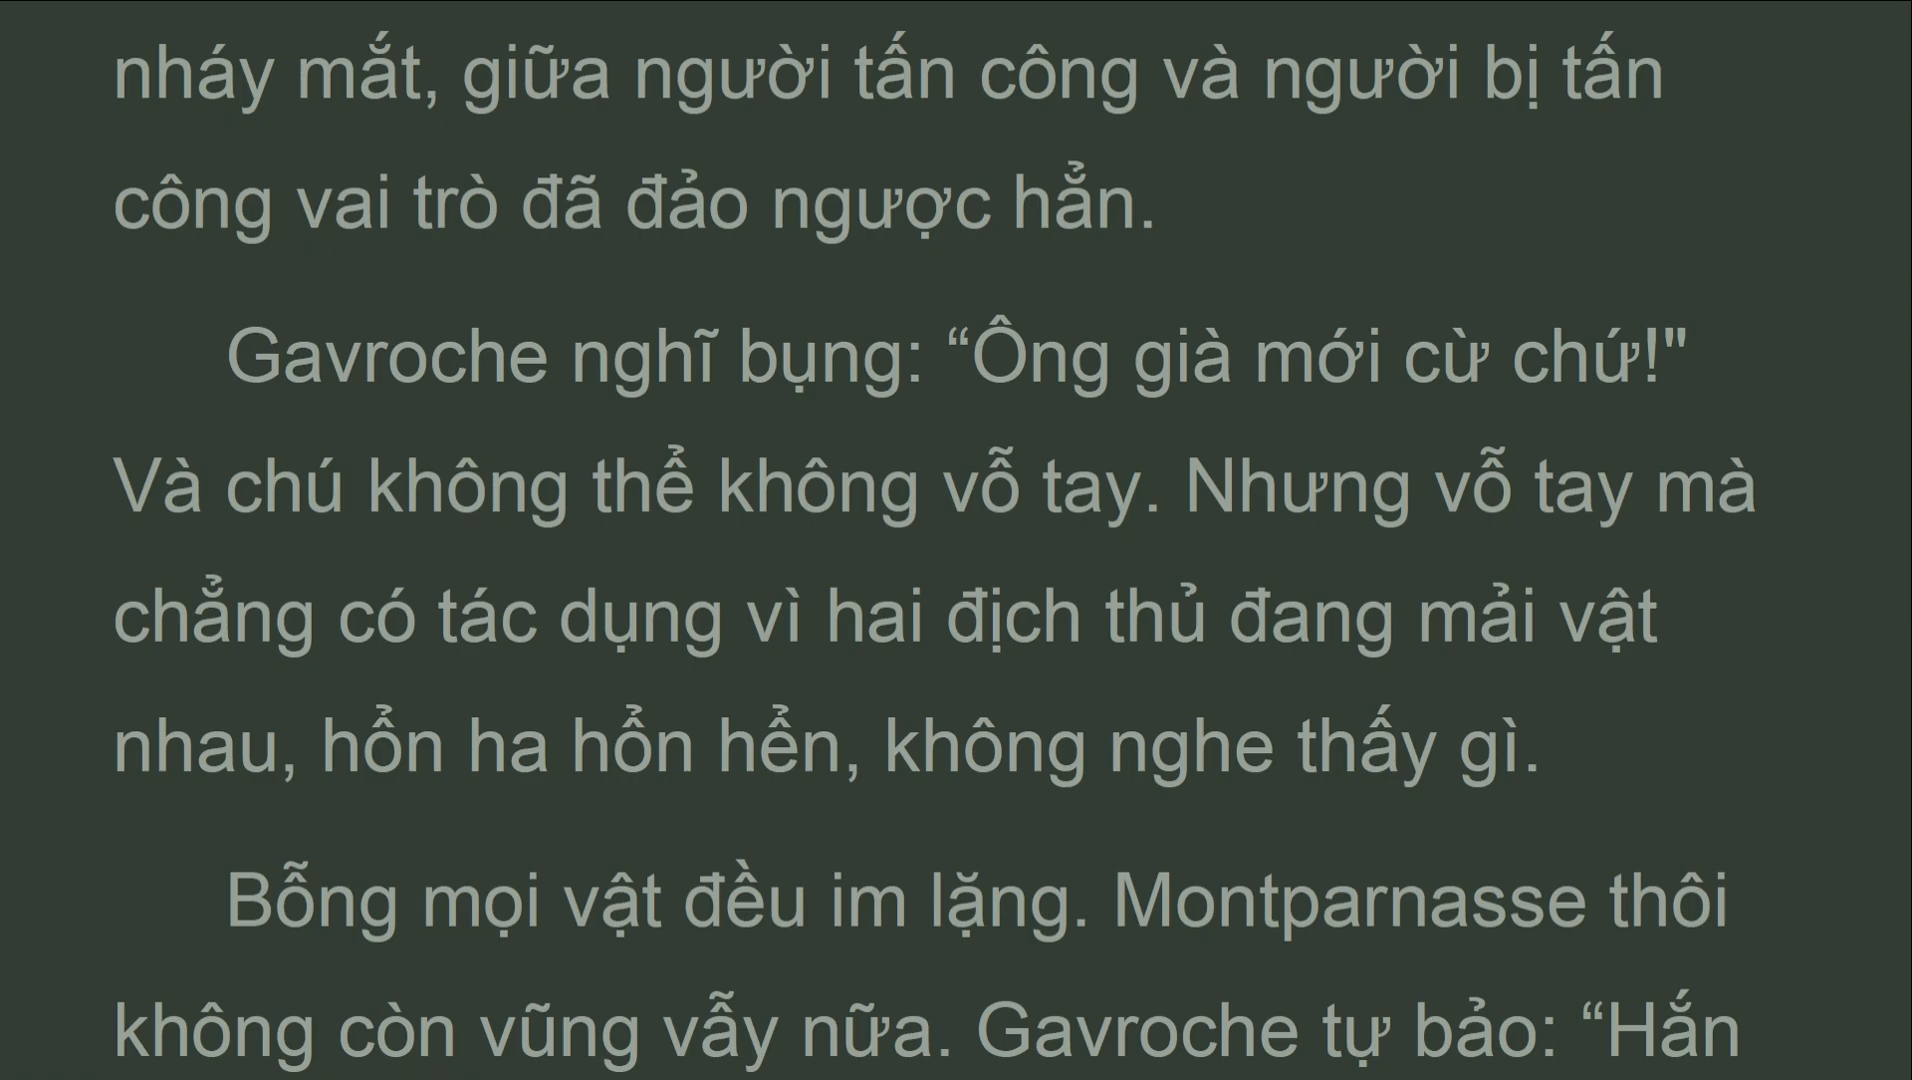 nháy mắt, giữa người tấn công và người bị tấn
công vai trò đã đảo ngược hẳn.
Gavroche nghĩ bụng: “Ông già mới cừ chứ!"
Và chú không thể không vỗ tay. Nhưng vỗ tay mà
chẳng có tác dụng vì hai địch thủ đang mải vật
nhau, hổn ha hổn hển, không nghe thấy gì.
Bỗng mọi vật đều im lặng. Montparnasse thôi
không còn vũng vẫy nữa. Gavroche tự bảo: “Hắn